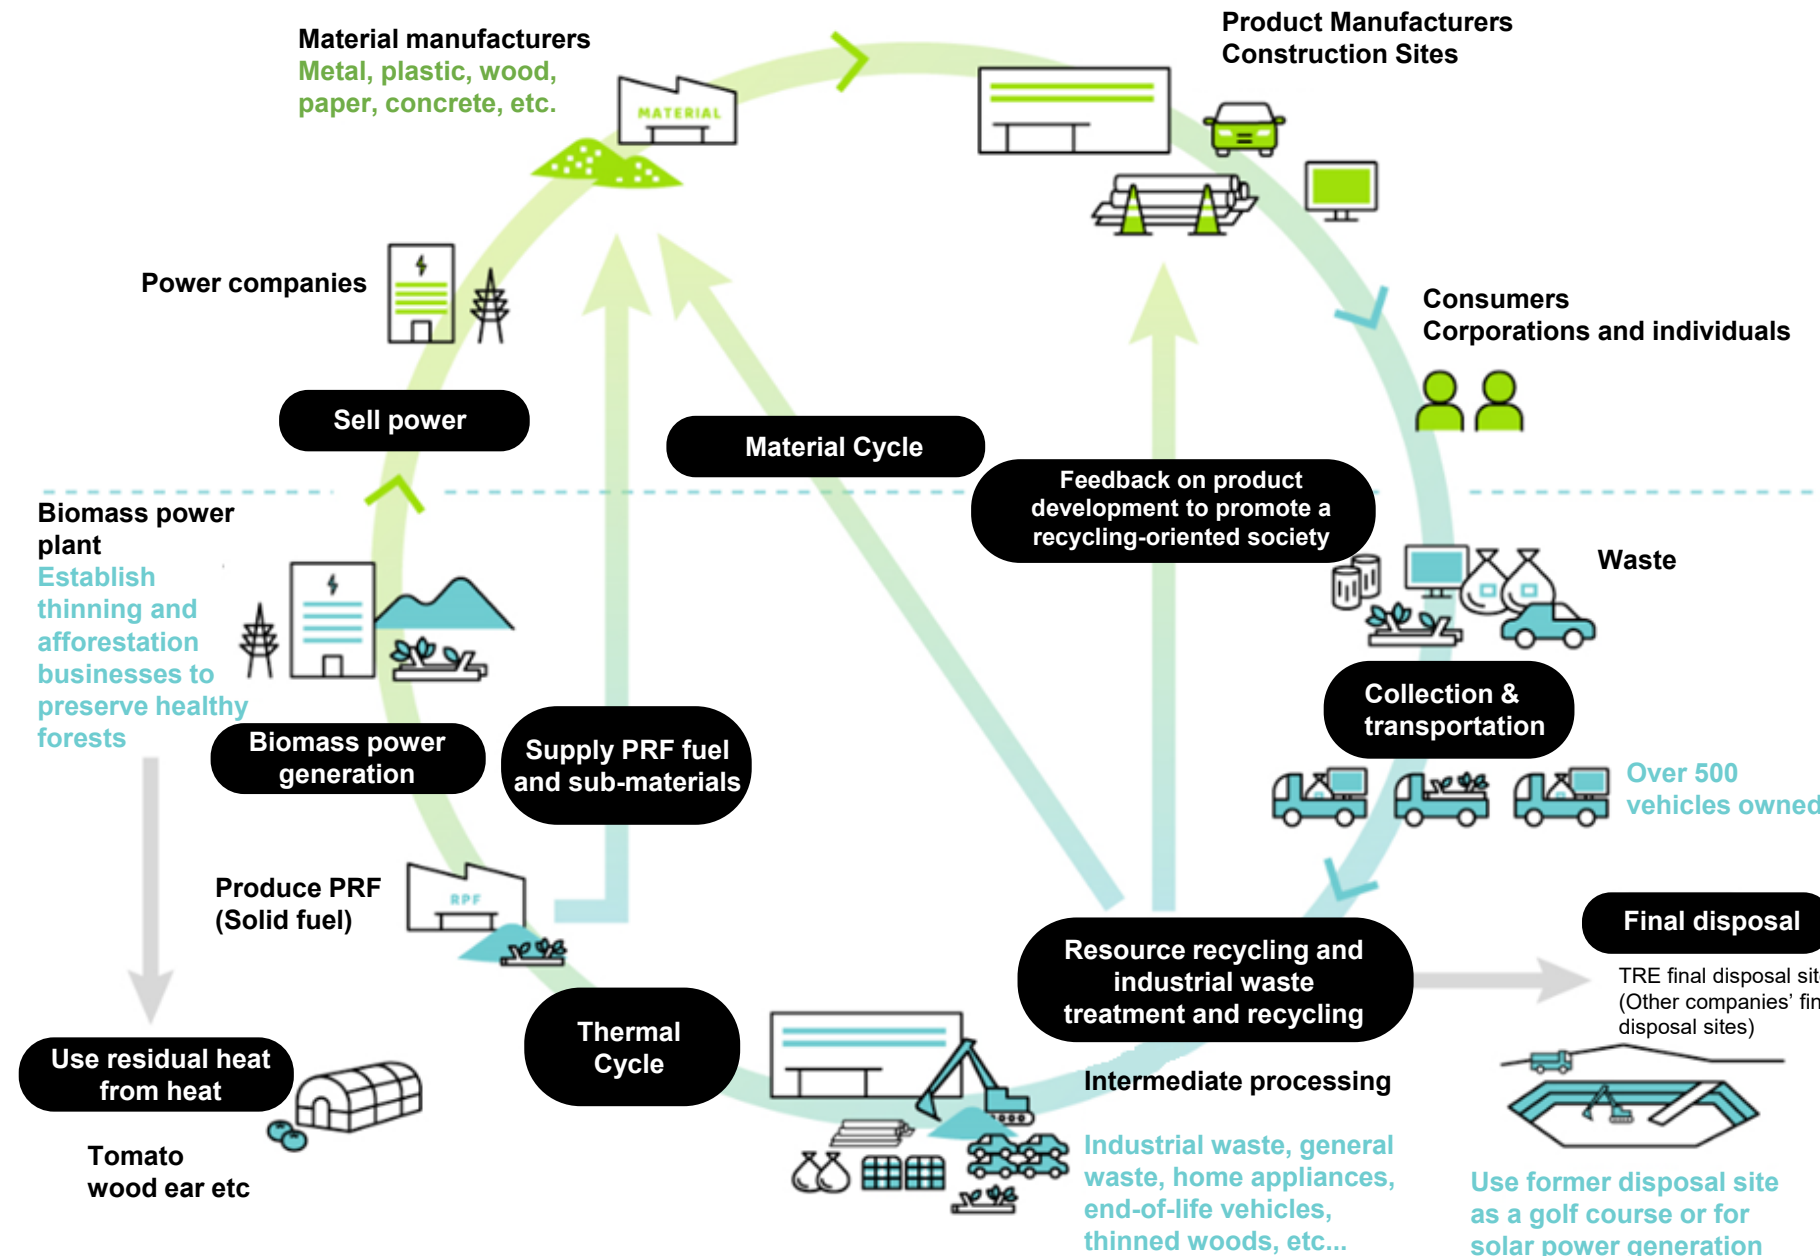 Material manufacturers
Metal, plastic, wood,
paper, concrete, etc.
MATERIAL
Product Manufacturers
Construction Sites
Power companies
Consumers
Corporations and individuals
Sell power
Material Cycle
Feedback on product
development to promote a
recycling-oriented society
Biomass power
plant
Establish
thinning and
afforestation
businesses to
preserve healthy
forests
Waste
Collection &
transportation
Over 500
vehicles owned
Biomass power
generation
Supply PRF fuel
and sub-materials
Produce PRF
(Solid fuel)
RPF
Resource recycling and
industrial waste
treatment and recycling
Final disposal
TRE final disposal
(Other companies'
disposal sites)
Thermal
Cycle
Use residual heat
from heat
Tomato
wood ear etc
Intermediate processing
Industrial waste, general
waste, home appliances,
end-of-life vehicles,
thinned woods, etc...
Use former disposal site
as a golf course or for
solar power generation